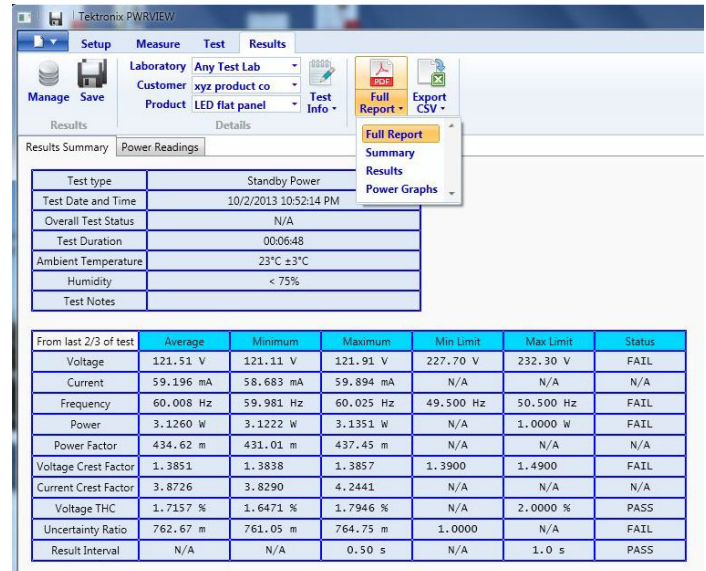 Tektronix PWRVIEW
Setup Measure Test Results
Manage Save
Results
Laboratory Any Test Lab
Customer xyz product co
Product LED flat panel
Test Info
Details
Full Report
Export CSV
PDF
Full Report
Summary
Results
Power Graphs
Results Summary Power Readings
Test type Standby Power
Test Date and Time 10/2/2013 10:52:14 PM
Overall Test Status N/A
Test Duration 00:06:48
Ambient Temperature 23°C ±3°C
Humidity < 75%
Test Notes
From last 2/3 of test Average Minimum Maximum Min Limit Max Limit Status
Voltage 121.51 V 121.11 V 121.91 V 227.70 V 232.30 V FAIL
Current 59.196 mA 58.683 mA 59.894 mA N/A N/A N/A
Frequency 60.008 Hz 59.981 Hz 60.025 Hz 49.500 Hz 50.500 Hz FAIL
Power 3.1260 W 3.1222 W 3.1351 W N/A 1.0000 W FAIL
Power Factor 434.62 m 431.01 m 437.45 m N/A N/A N/A
Voltage Crest Factor 1.3851 1.3838 1.3857 1.3900 1.4900 FAIL
Current Crest Factor 3.8726 3.8290 4.2441 N/A N/A N/A
Voltage THC 1.7157 % 1.6471 % 1.7946 % N/A 2.0000 % PASS
Uncertainty Ratio 762.67 m 761.05 m 764.75 m 1.0000 N/A FAIL
Result Interval N/A N/A 0.50 s N/A 1.0 s PASS